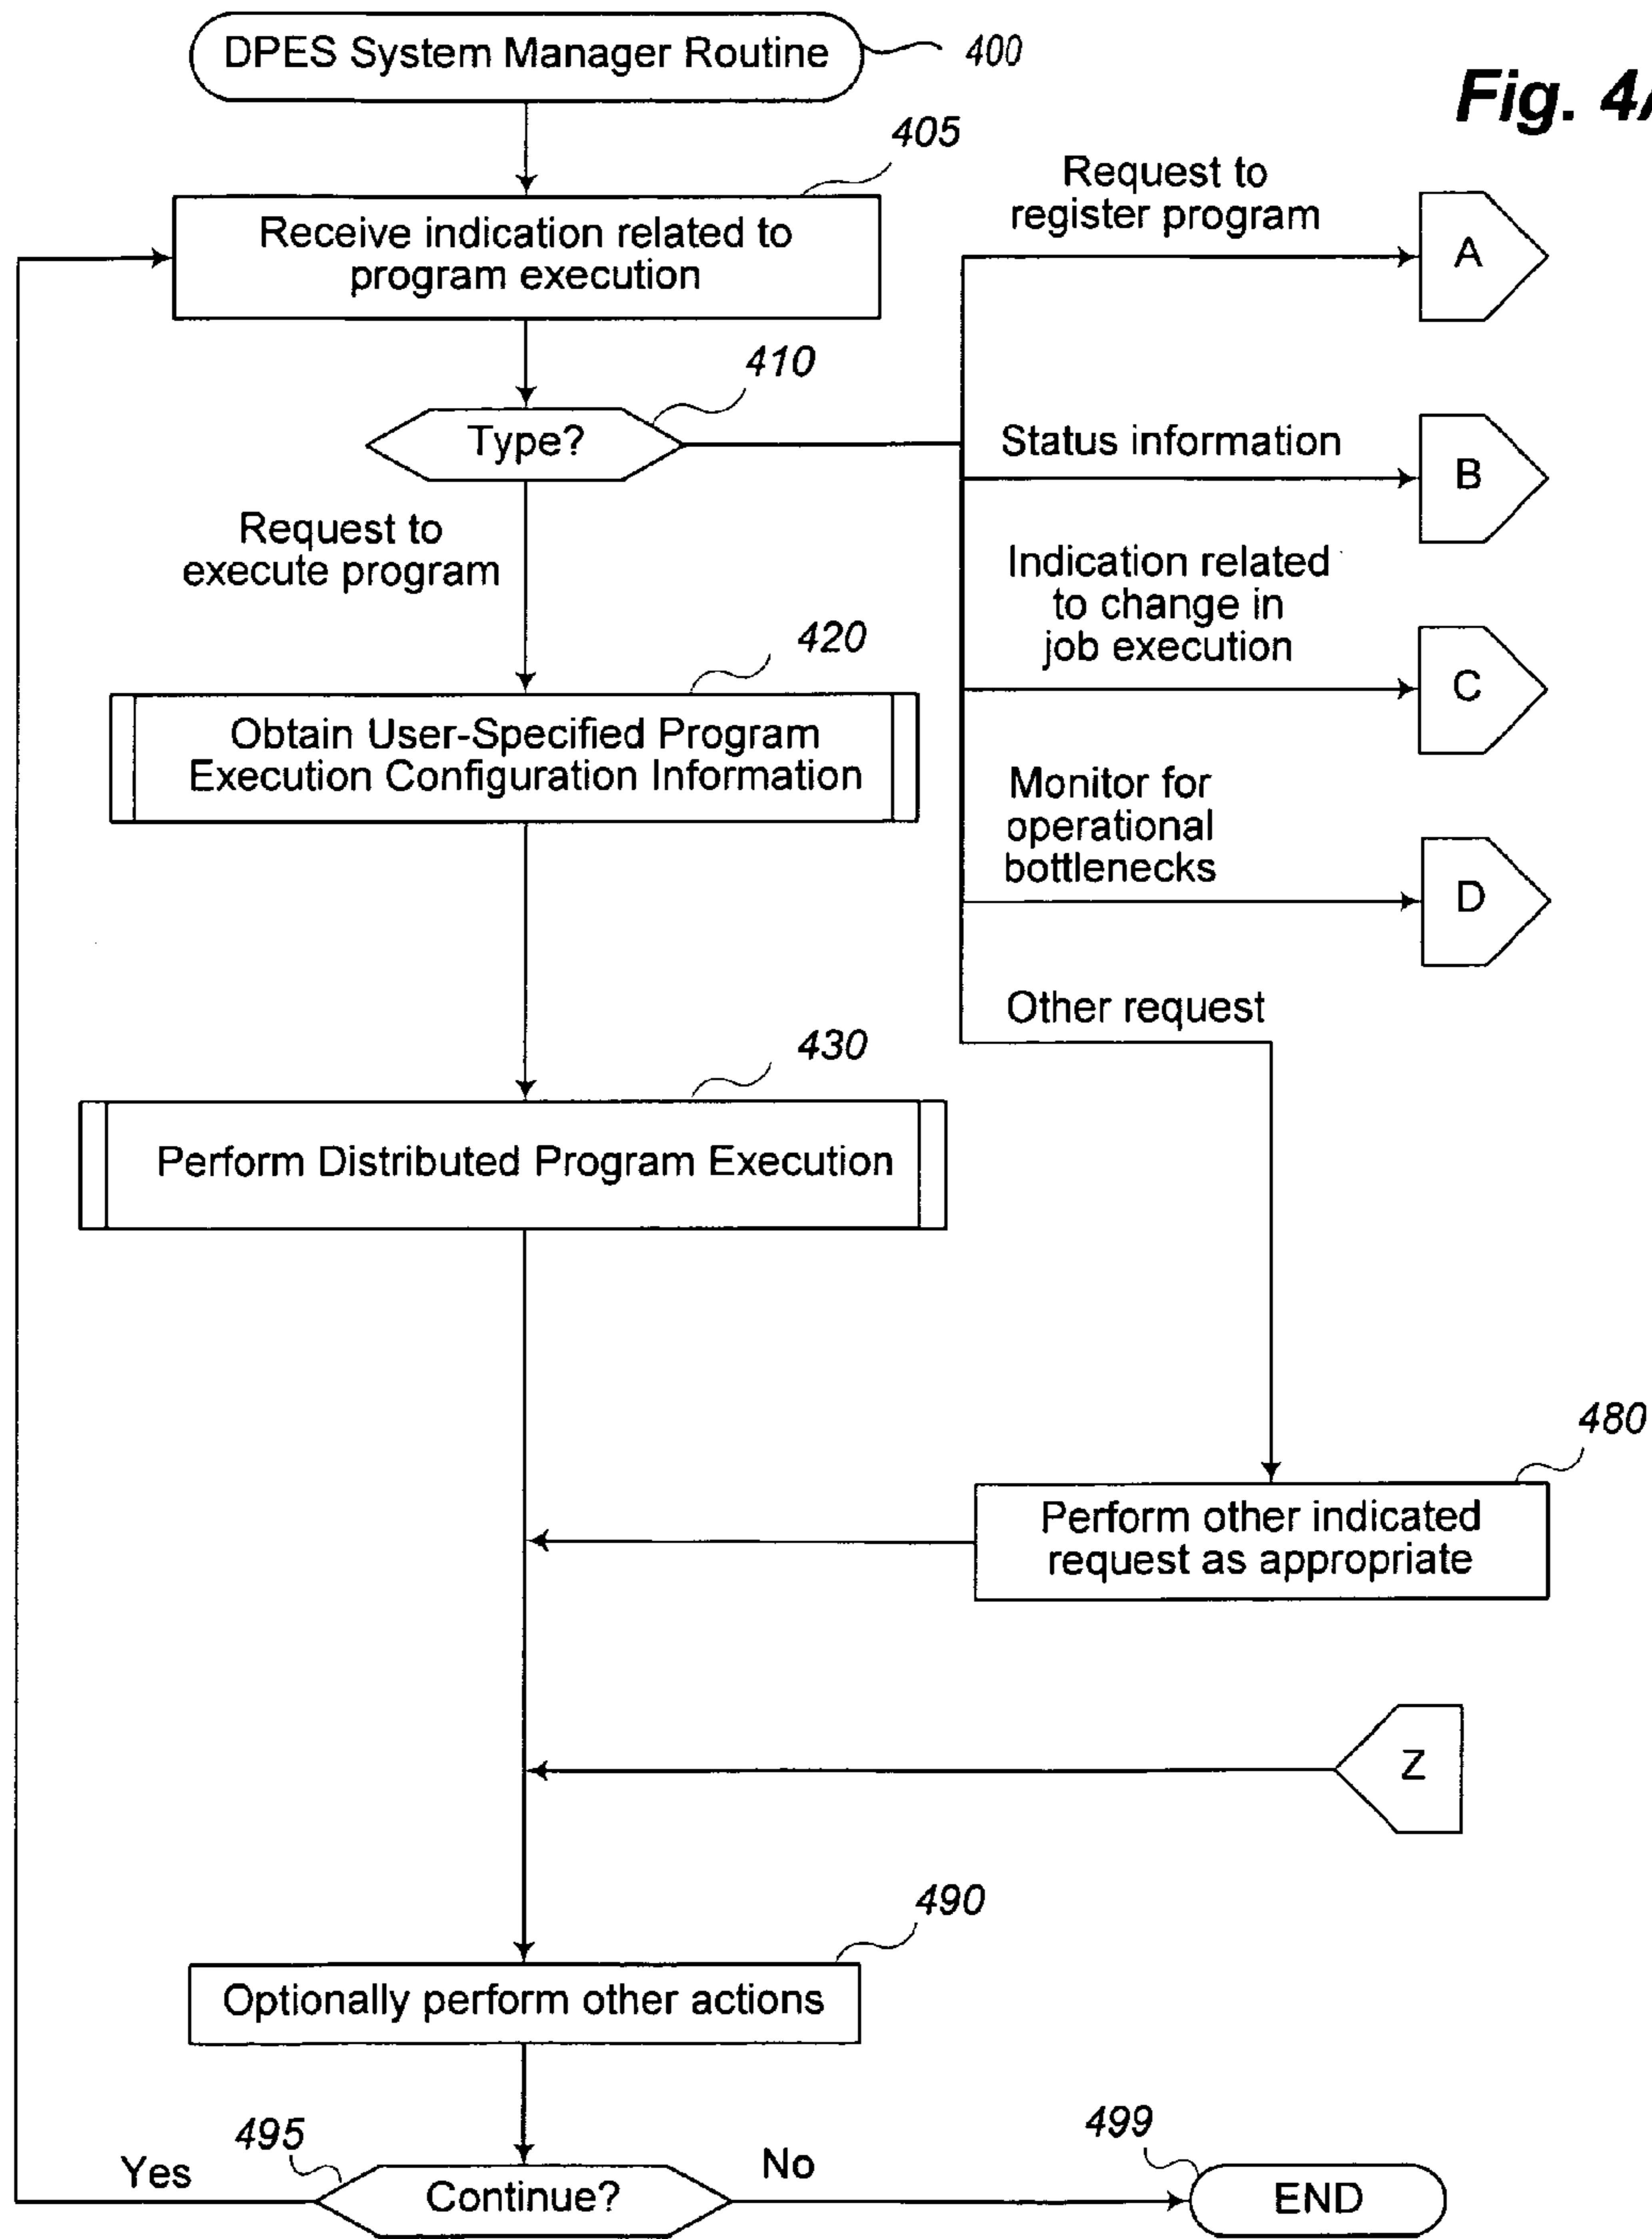 DPES System Manager Routine
400
Fig. 4A
405
Receive indication related to
program execution
Request to
register program
A
410
Type?
Status information
B
Request to
execute program
Indication related
to change in
job execution
C
420
Obtain User-Specified Program
Execution Configuration Information
Monitor for
operational
bottlenecks
D
Other request
430
Perform Distributed Program Execution
480
Perform other indicated
request as appropriate
Z
490
Optionally perform other actions
495
Yes
Continue?
No
499
END